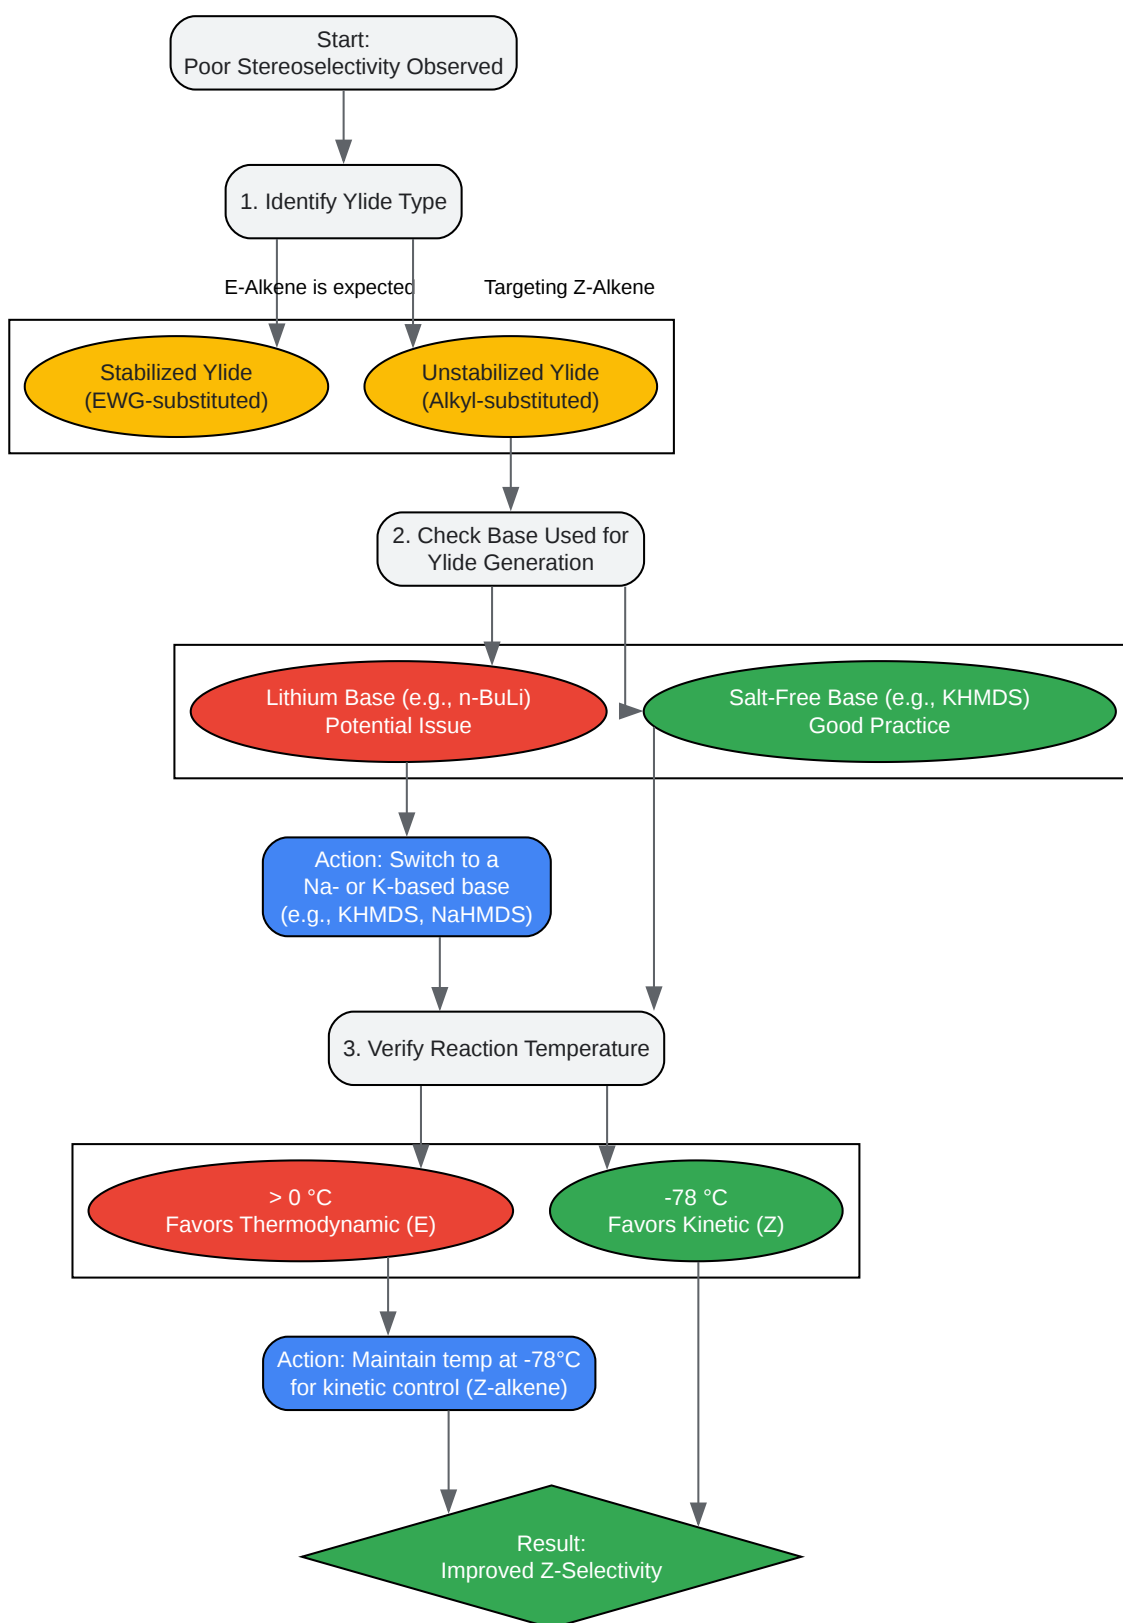 Start:
Poor Stereoselectivity Observed
1. Identify Ylide Type
E-Alkene is expected
Targeting Z-Alkene
Stabilized Ylide
(EWG-substituted)
Unstabilized Ylide
(Alkyl-substituted)
2. Check Base Used for
Ylide Generation
Lithium Base (e.g., n-BuLi)
Potential Issue
Salt-Free Base (e.g., KHMDS)
Good Practice
Action: Switch to a
Na- or K-based base
(e.g., KHMDS, NaHMDS)
3. Verify Reaction Temperature
> 0 °C
Favors Thermodynamic (E)
-78 °C
Favors Kinetic (Z)
Action: Maintain temp at -78°C
for kinetic control (Z-alkene)
Result:
Improved Z-Selectivity